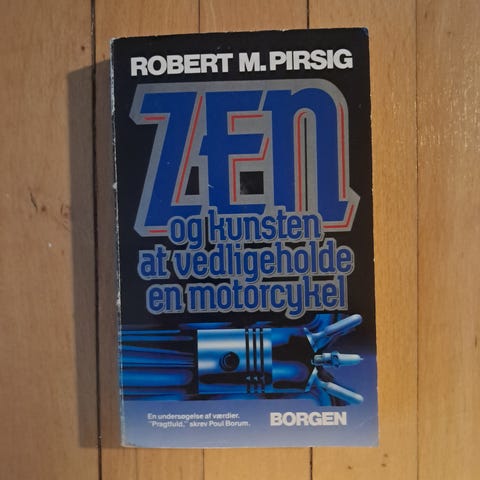 ROBERT M. PIRSIG
ZEN
og kunsten
at vedligeholde
en motorcykel
En undersøgelse af værdier.
"Pragtfuld," skrev Poul Borum.
BORGEN